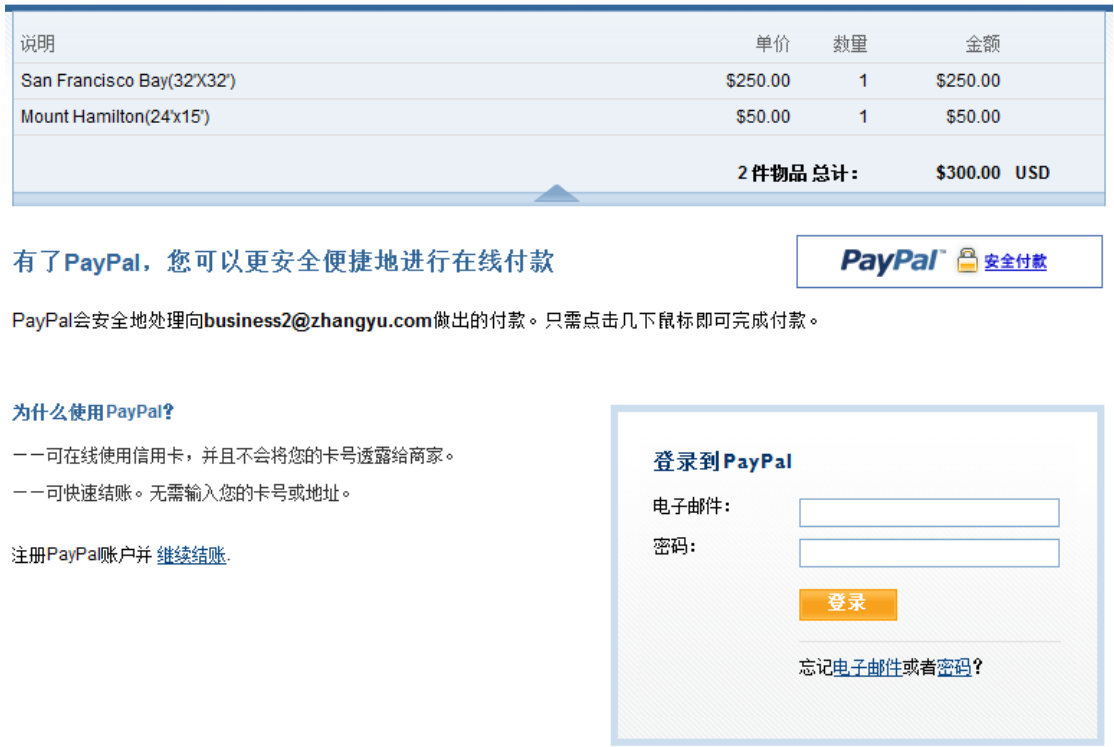 说明 单价 数量 金额
San Francisco Bay(32'X32') $250.00 1 $250.00
Mount Hamilton(24'x15') $50.00 1 $50.00
2 件物品 总计： $300.00 USD
有了PayPal，您可以更安全便捷地进行在线付款
PayPal™ 安全付款
PayPal会安全地处理向business2@zhangyu.com做出的付款。只需点击几下鼠标即可完成付款。
为什么使用PayPal？
——可在线使用信用卡，并且不会将您的卡号透露给商家。
——可快速结账。无需输入您的卡号或地址。
注册PayPal账户并 继续结账.
登录到PayPal
电子邮件：
密码：
登录
忘记电子邮件或者密码？